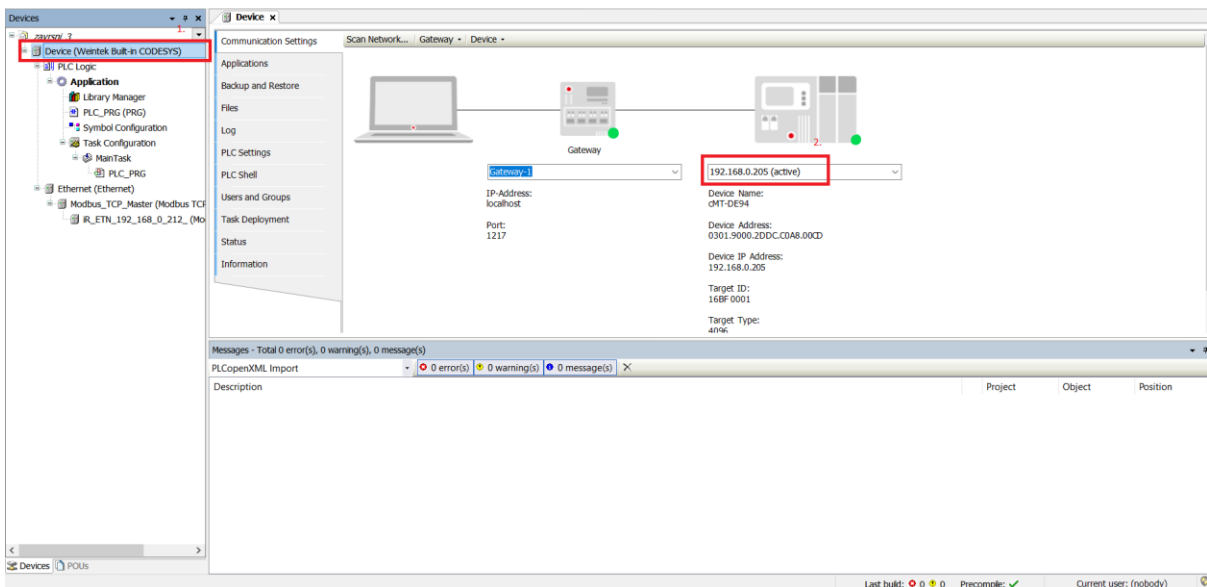 Devices
1.
zavrsni_3
Device (Weintek Built-in CODESYS)
PLC Logic
Application
Library Manager
PLC_PRG (PRG)
Symbol Configuration
Task Configuration
MainTask
PLC_PRG
Ethernet (Ethernet)
Modbus_TCP_Master (Modbus TCP
iR_ETN_192_168_0_212_ (Mo
Devices
POUs
Device
Communication Settings
Applications
Backup and Restore
Files
Log
PLC Settings
PLC Shell
Users and Groups
Task Deployment
Status
Information
Scan Network... Gateway Device
2.
Gateway
Gateway-1
IP-Address:
localhost
Port:
1217
192.168.0.205 (active)
Device Name:
cMT-DE94
Device Address:
0301.9000.2DDC.C0A8.00CD
Device IP Address:
192.168.0.205
Target ID:
16BF 0001
Target Type:
4096
Messages - Total 0 error(s), 0 warning(s), 0 message(s)
PLCopenXML Import 0 error(s) 0 warning(s) 0 message(s)
Description Project Object Position
Last build: 0 0 Precompile: Current user: (nobody)